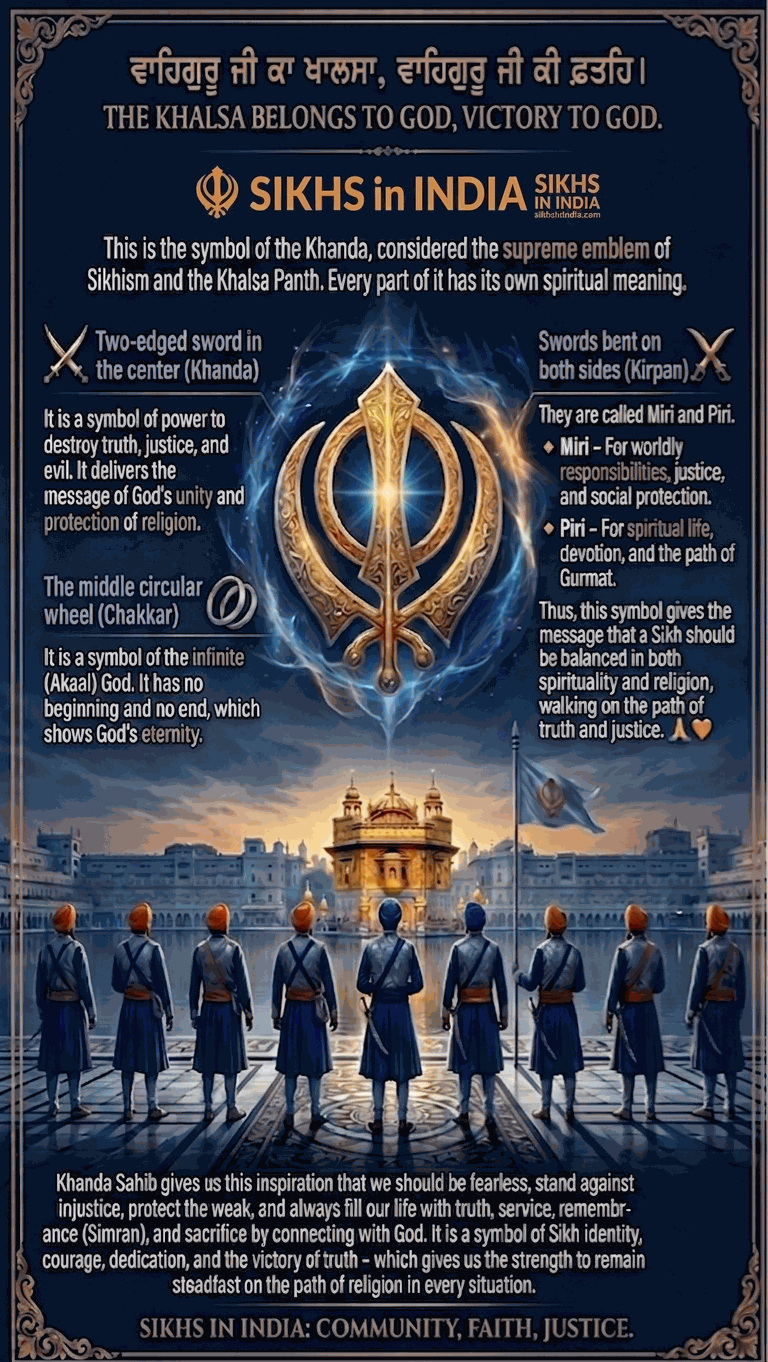 ਵਾਹਿਗੁਰੂ ਜੀ ਕਾ ਖਾਲਸਾ, ਵਾਹਿਗੁਰੂ ਜੀ ਕੀ ਫ਼ਤਹਿ।
THE KHALSA BELONGS TO GOD, VICTORY TO GOD.
SIKHS in INDIA
SIKHS
IN INDIA
This is the symbol of the Khanda, considered the supreme emblem of
Sikhism and the Khalsa Panth. Every part of it has its own spiritual meaning.
Two-edged sword in
the center (Khanda)
It is a symbol of power to
destroy truth, justice, and
evil. It delivers the
message of God's unity and
protection of religion.
The middle circular
wheel (Chakkar)
It is a symbol of the infinite
(Akaal) God. It has no
beginning and no end, which
shows God's eternity.
Swords bent on
both sides (Kirpan)
They are called Miri and Piri.
◆ Miri – For worldly
responsibilities, justice,
and social protection.
◆ Piri – For spiritual life,
devotion, and the path of
Gurmat.
Thus, this symbol gives the
message that a Sikh should
be balanced in both
spirituality and religion,
walking on the path of
truth and justice. 🙏🧡
Khanda Sahib gives us this inspiration that we should be fearless, stand against
injustice, protect the weak, and always fill our life with truth, service, remembr-
ance (Simran), and sacrifice by connecting with God. It is a symbol of Sikh identity,
courage, dedication, and the victory of truth – which gives us the strength to remain
steadfast on the path of religion in every situation.
SIKHS IN INDIA: COMMUNITY, FAITH, JUSTICE.